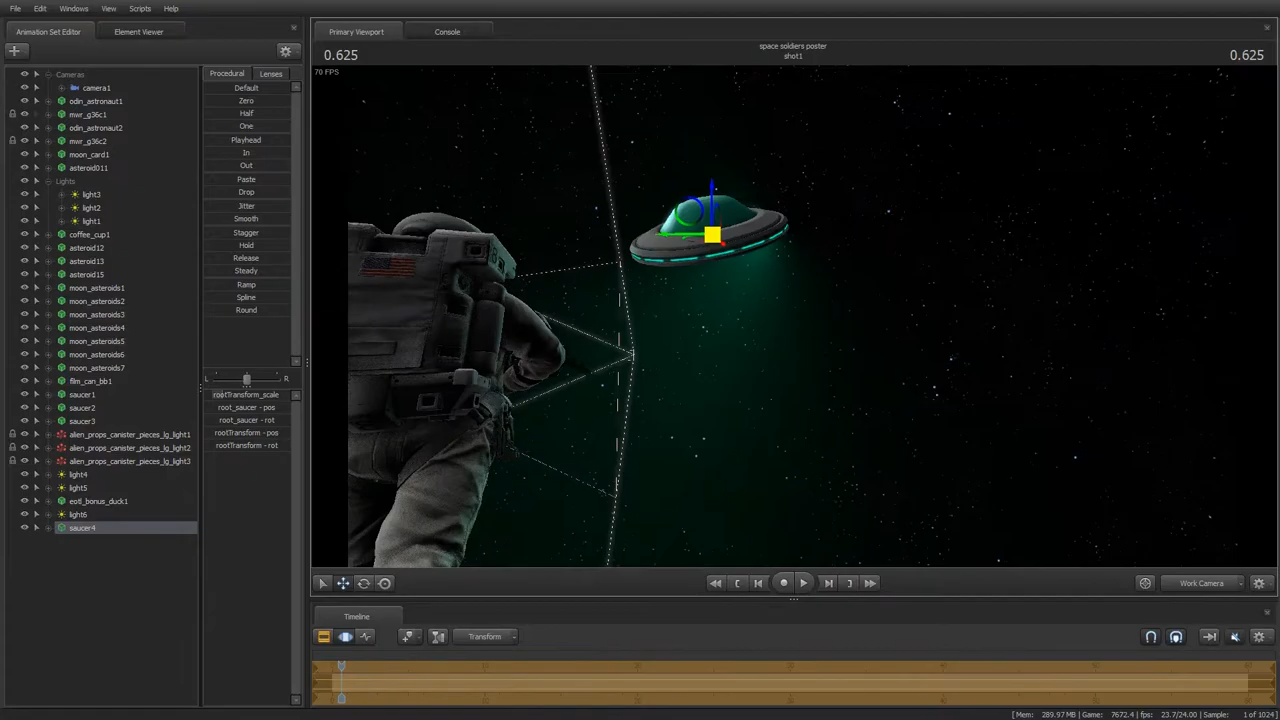 File Edit Windows View Scripts Help
Animation Set Editor Element Viewer
Primary Viewport Console
space soldiers poster
shot1
0.625 0.625
70 FPS
Cameras
camera1
odin_astronaut1
mwr_g36c1
odin_astronaut2
mwr_g36c2
moon_card1
asteroid011
Lights
light3
light2
light1
coffee_cup1
asteroid12
asteroid13
asteroid15
moon_asteroids1
moon_asteroids2
moon_asteroids3
moon_asteroids4
moon_asteroids5
moon_asteroids6
moon_asteroids7
film_can_bb1
saucer1
saucer2
saucer3
alien_props_canister_pieces_lg_light1
alien_props_canister_pieces_lg_light2
alien_props_canister_pieces_lg_light3
light4
light5
eotl_bonus_duck1
light6
saucer4
Procedural Lenses
Default
Zero
Half
One
Playhead
In
Out
Paste
Drop
Jitter
Smooth
Stagger
Hold
Release
Steady
Ramp
Spline
Round
L R
rootTransform_scale
root_saucer - pos
root_saucer - rot
rootTransform - pos
rootTransform - rot
Work Camera
Timeline
Transform
[ Mem: 289.97 MB | Game: 7672.4 | fps: 23.7/24.00 | Sample: 1 of 1024 ]